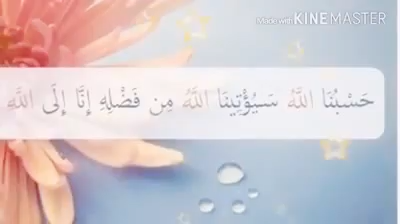 Made with KINEMASTER
حَسْبُنَا اللَّهُ سَيُؤْتِينَا اللَّهُ مِن فَضْلِهِ إِنَّا إِلَى اللَّهِ